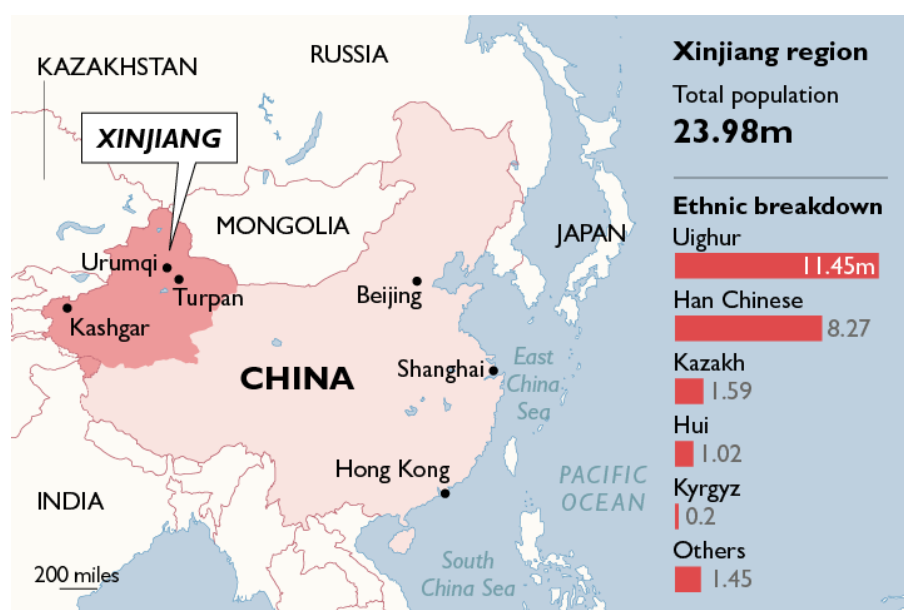 RUSSIA
KAZAKHSTAN
XINJIANG
MONGOLIA
JAPAN
Urumqi
Turpan
Beijing
Kashgar
CHINA
Shanghai
East
China
Sea
Hong Kong
INDIA
PACIFIC
OCEAN
South
China Sea
200 miles
Xinjiang region
Total population
23.98m
Ethnic breakdown
Uighur
11.45m
Han Chinese
8.27
Kazakh
1.59
Hui
1.02
Kyrgyz
0.2
Others
1.45